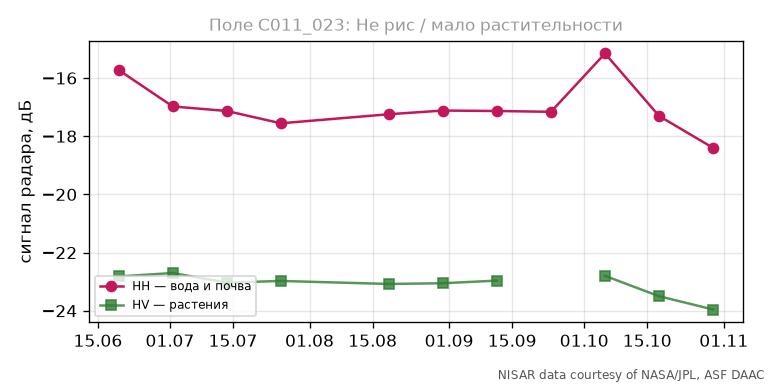 Поле C011_023: Не рис / мало растительности
сигнал радара, дБ
−16
−18
−20
−22
−24
HH — вода и почва
HV — растения
15.06 01.07 15.07 01.08 15.08 01.09 15.09 01.10 15.10 01.11
NISAR data courtesy of NASA/JPL, ASF DAAC